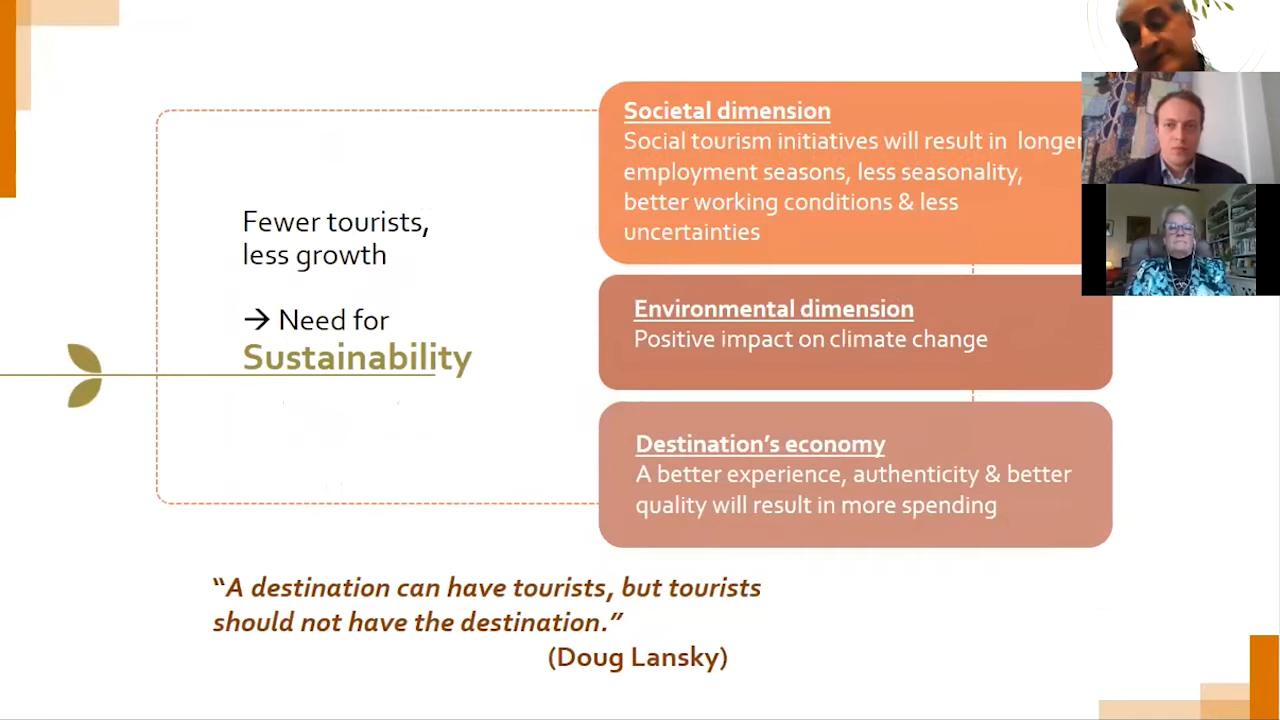 Fewer tourists,
less growth
→ Need for
Sustainability
Societal dimension
Social tourism initiatives will result in longer
employment seasons, less seasonality,
better working conditions & less
uncertainties
Environmental dimension
Positive impact on climate change
Destination’s economy
A better experience, authenticity & better
quality will result in more spending
“A destination can have tourists, but tourists
should not have the destination.”
(Doug Lansky)